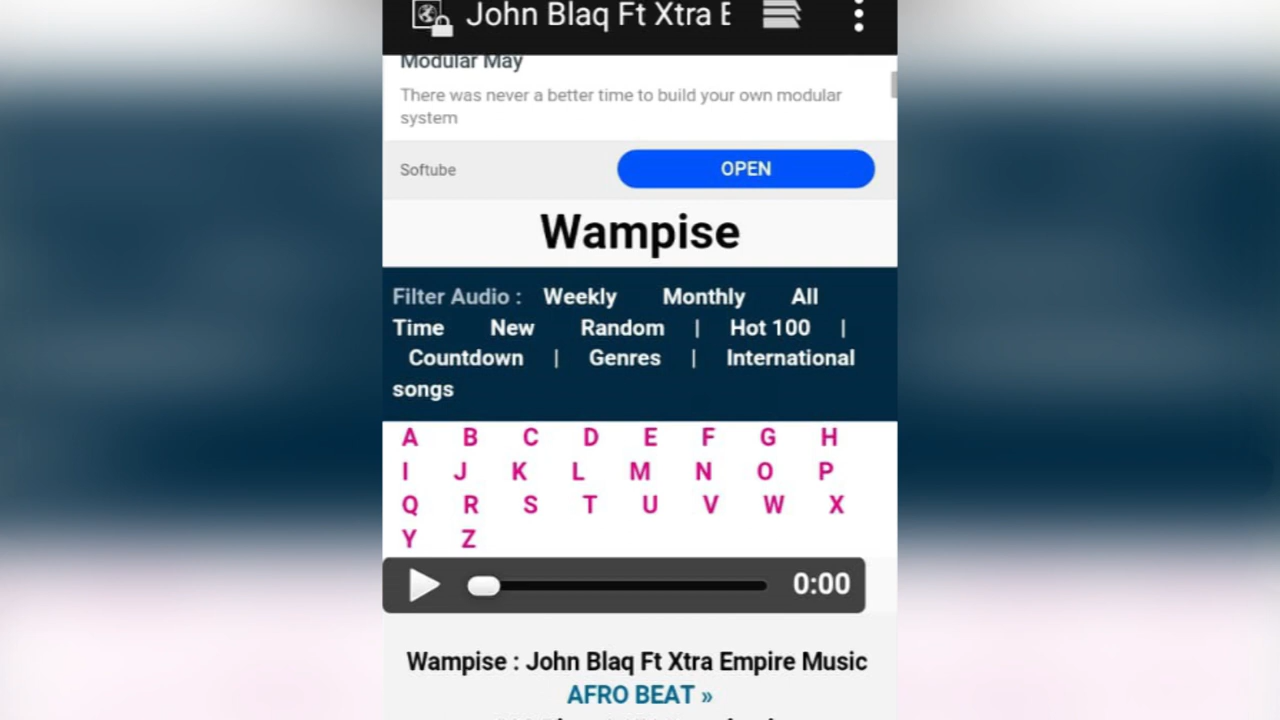 John Blaq Ft Xtra E
Modular May
There was never a better time to build your own modular
system
Softube
OPEN
Wampise
Filter Audio : Weekly Monthly All
Time New Random | Hot 100 |
Countdown | Genres | International
songs
A B C D E F G H
I J K L M N O P
Q R S T U V W X
Y Z
0:00
Wampise : John Blaq Ft Xtra Empire Music
AFRO BEAT »